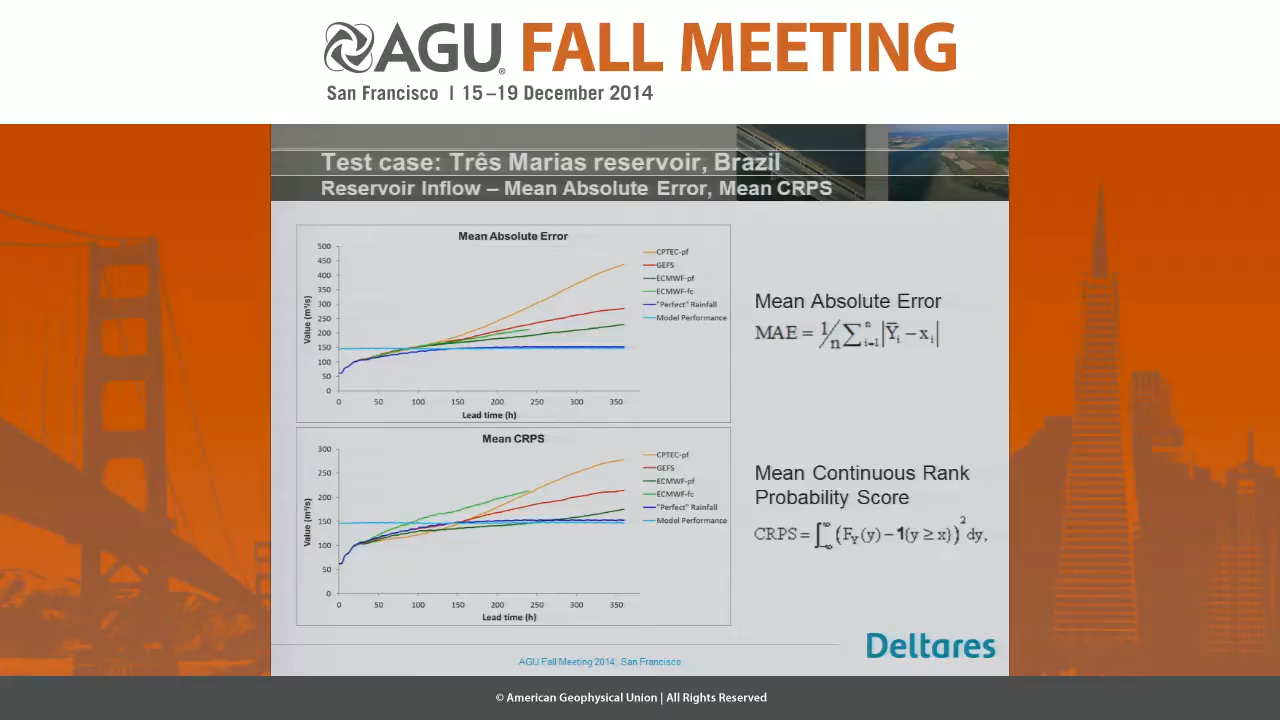 AGU® FALL MEETING
San Francisco | 15–19 December 2014
Test case: Três Marias reservoir, Brazil
Reservoir Inflow – Mean Absolute Error, Mean CRPS
Mean Absolute Error
Value (m³/s)
500
450
400
350
300
250
200
150
100
50
0
0 50 100 150 200 250 300 350
Lead time (h)
CPTEC-pf
GEFS
ECMWF-pf
ECMWF-fc
"Perfect" Rainfall
Model Performance
Mean Absolute Error
MAE = 1/n ∑ⁿᵢ₌₁ |Y̅ᵢ – xᵢ|
Mean CRPS
Value (m³/s)
300
250
200
150
100
50
0
0 50 100 150 200 250 300 350
Lead time (h)
CPTEC-pf
GEFS
ECMWF-pf
ECMWF-fc
"Perfect" Rainfall
Model Performance
Mean Continuous Rank
Probability Score
CRPS = ∫₋∞^∞ (F_Y(y) – 1{y ≥ x})² dy,
Deltares
AGU Fall Meeting 2014, San Francisco
© American Geophysical Union | All Rights Reserved